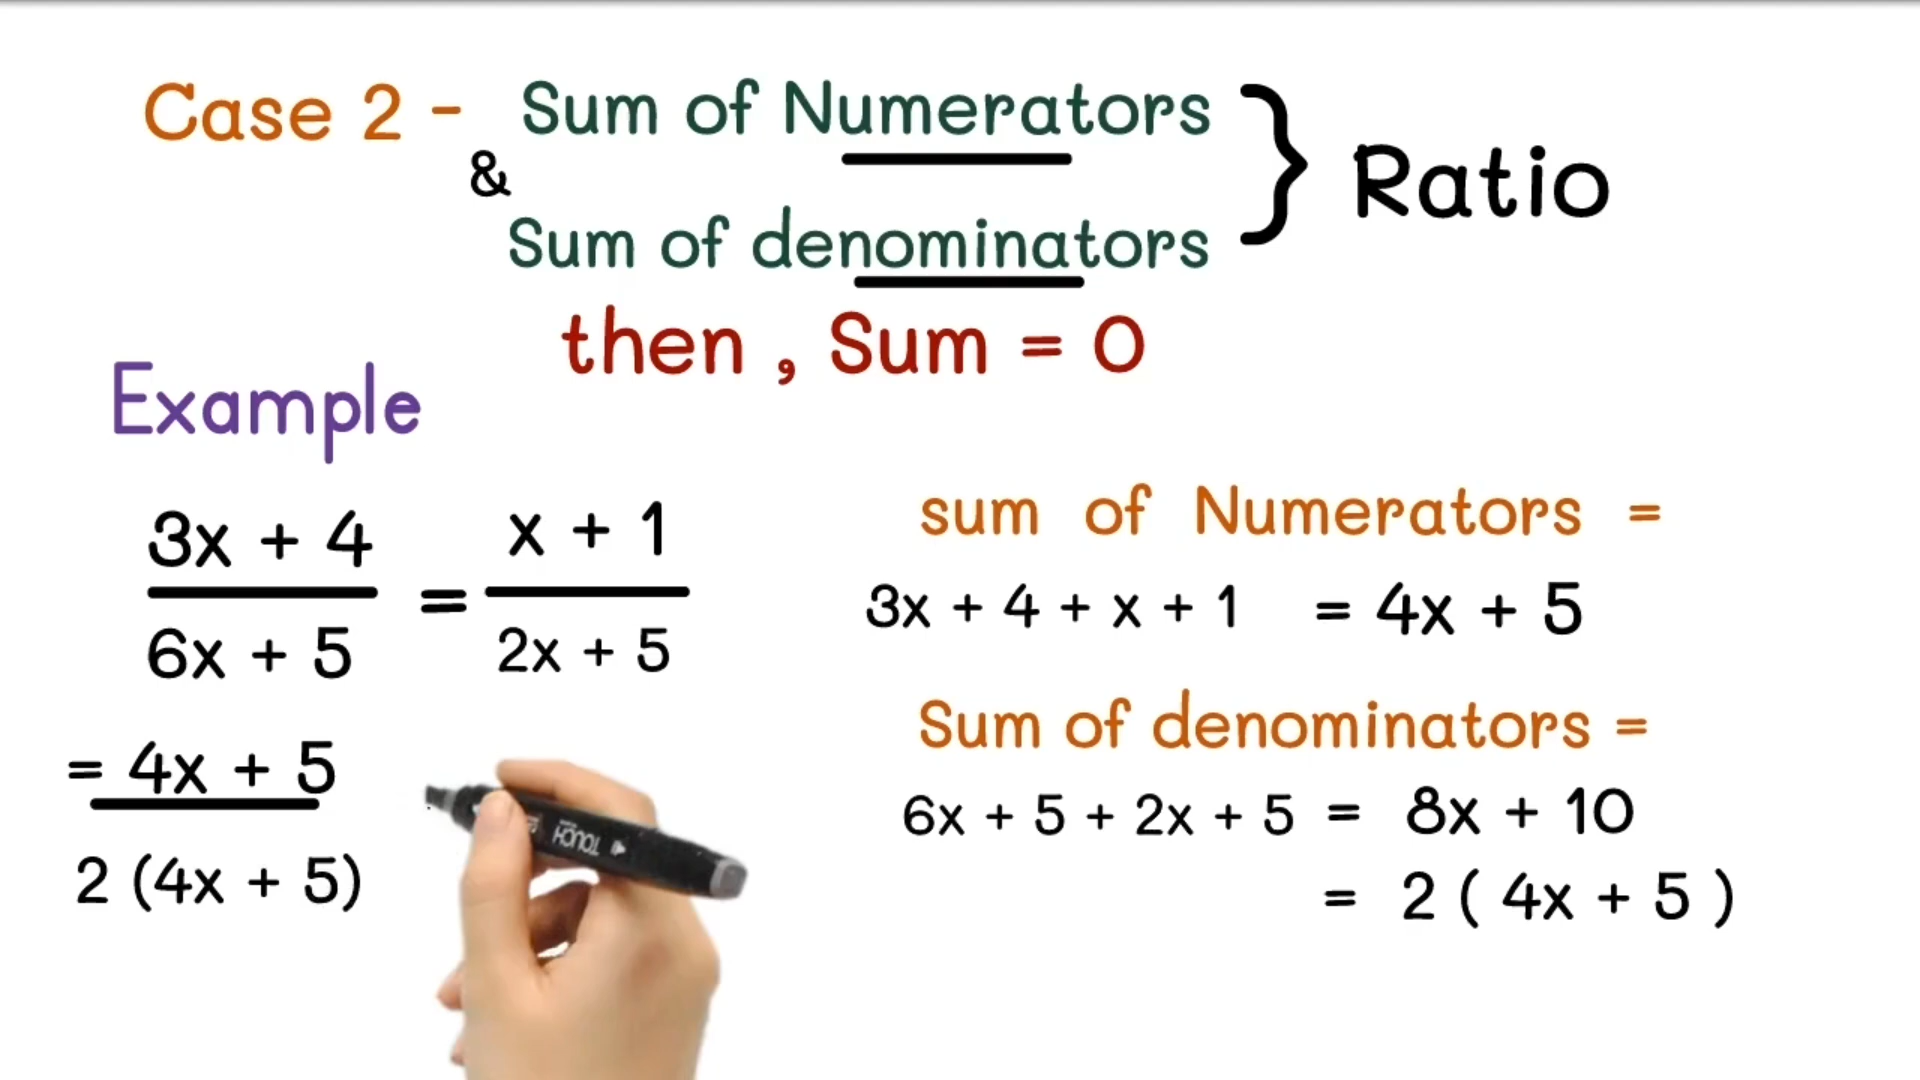 Case 2 - Sum of Numerators
&
Sum of denominators
Ratio
then , Sum = 0
Example
3x + 4
6x + 5
=
x + 1
2x + 5
= 4x + 5
2 (4x + 5)
sum of Numerators =
3x + 4 + x + 1 = 4x + 5
Sum of denominators =
6x + 5 + 2x + 5 = 8x + 10
= 2 ( 4x + 5 )
TOUCH